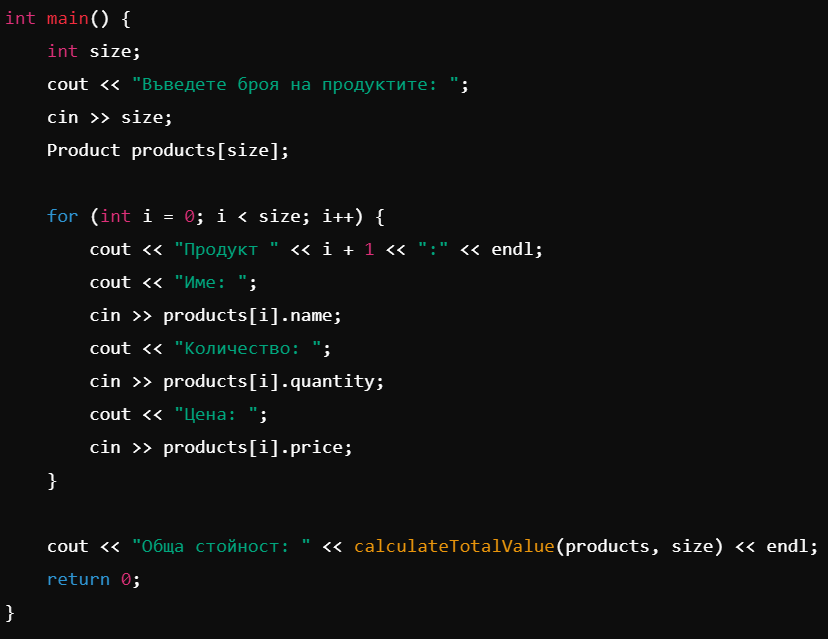 int main() {
    int size;
    cout << "Въведете броя на продуктите: ";
    cin >> size;
    Product products[size];

    for (int i = 0; i < size; i++) {
        cout << "Продукт " << i + 1 << ":" << endl;
        cout << "Име: ";
        cin >> products[i].name;
        cout << "Количество: ";
        cin >> products[i].quantity;
        cout << "Цена: ";
        cin >> products[i].price;
    }

    cout << "Обща стойност: " << calculateTotalValue(products, size) << endl;
    return 0;
}